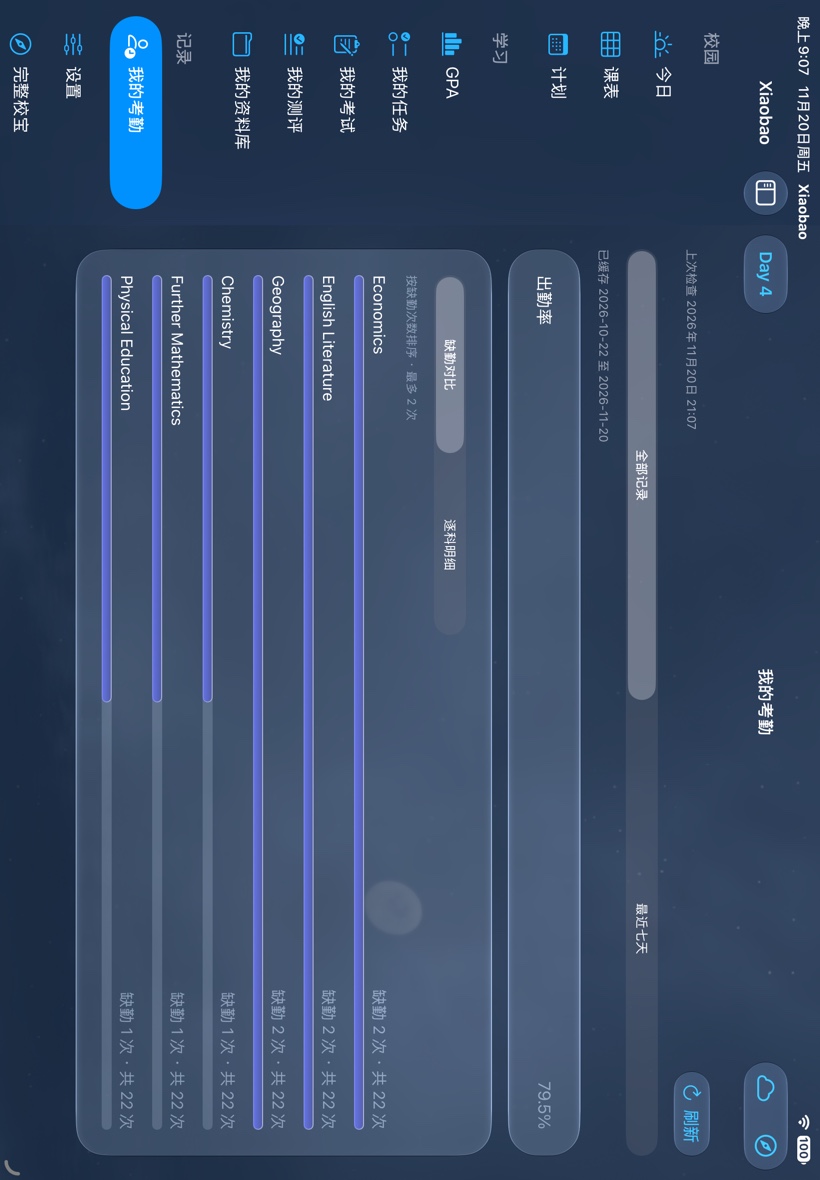 晚上9:07 11月20日周五 Xiaobao
100
Xiaobao
Day 4
我的考勤
校园
今日
课表
计划
学习
GPA
我的任务
我的考试
我的测评
我的资料库
记录
我的考勤
设置
完整校宝
上次检查 2026年11月20日 21:07
刷新
全部记录
最近七天
已缓存 2026-10-22 至 2026-11-20
出勤率
79.5%
缺勤对比
逐科明细
按缺勤次数排序 · 最多 2 次
Economics
缺勤 2 次 · 共 22 次
English Literature
缺勤 2 次 · 共 22 次
Geography
缺勤 2 次 · 共 22 次
Chemistry
缺勤 1 次 · 共 22 次
Further Mathematics
缺勤 1 次 · 共 22 次
Physical Education
缺勤 1 次 · 共 22 次